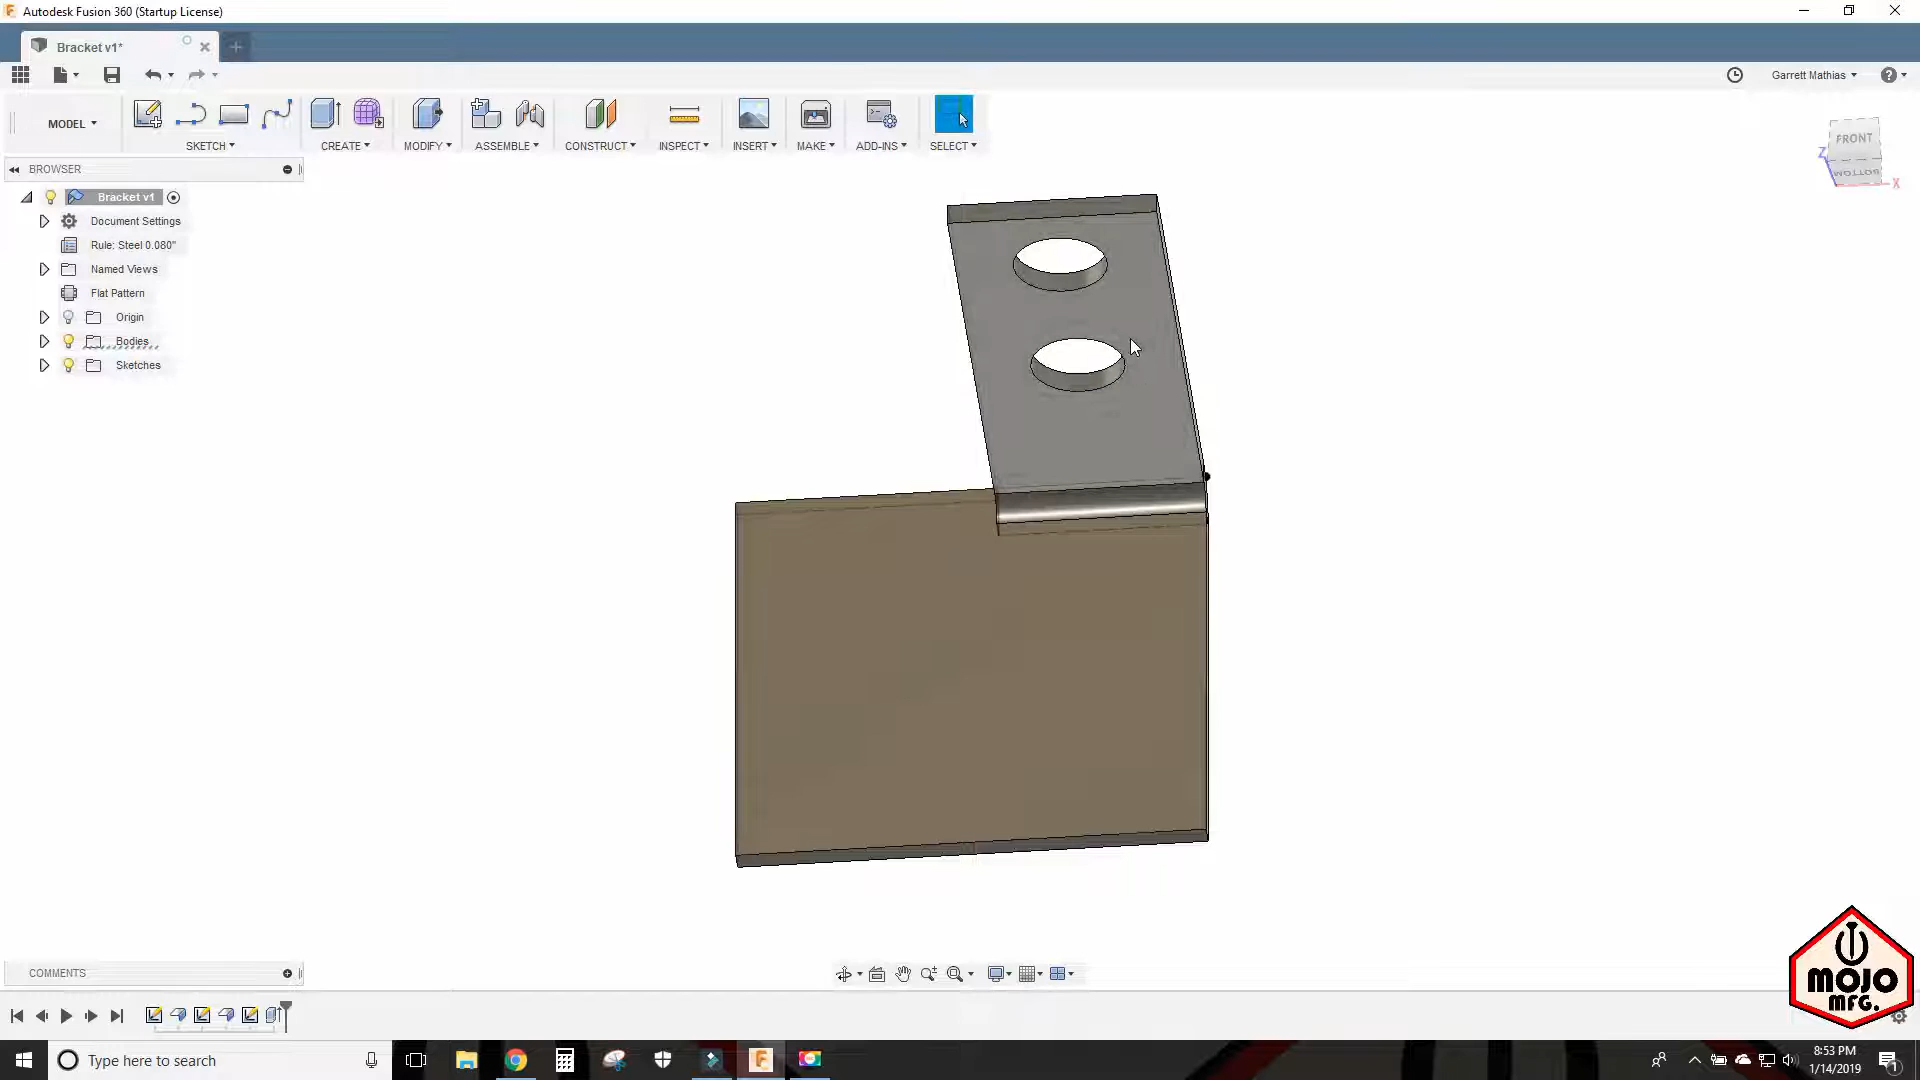 Autodesk Fusion 360 (Startup License)
Bracket v1*
Garrett Mathias
MODEL
SKETCH
CREATE
MODIFY
ASSEMBLE
CONSTRUCT
INSPECT
INSERT
MAKE
ADD-INS
SELECT
FRONT
BOTTOM
Z
X
BROWSER
Bracket v1
Document Settings
Rule: Steel 0.080"
Named Views
Flat Pattern
Origin
Bodies
Sketches
COMMENTS
MOJO
MFG.
Type here to search
8:53 PM
1/14/2019
1